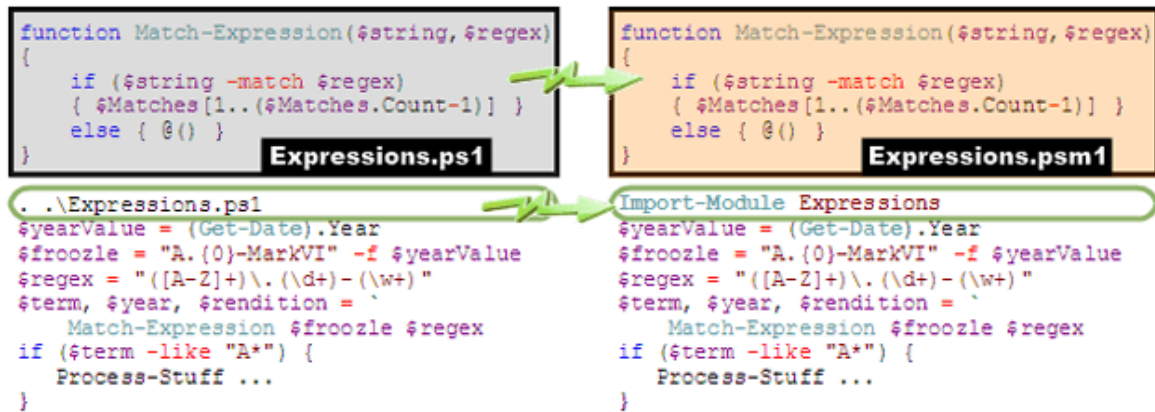 function Match-Expression($string,$regex)
{
    if ($string -match $regex)
    { $Matches[1..($Matches.Count-1)] }
    else { @() }
}
Expressions.ps1
. .\Expressions.ps1
$yearValue = (Get-Date).Year
$froozle = "A.{0}-MarkVI" -f $yearValue
$regex = "([A-Z]+)\.(\d+)-(\w+)"
$term, $year, $rendition = `
    Match-Expression $froozle $regex
if ($term -like "A*") {
   Process-Stuff ...
}
function Match-Expression($string,$regex)
{
    if ($string -match $regex)
    { $Matches[1..($Matches.Count-1)] }
    else { @() }
}
Expressions.psm1
Import-Module Expressions
$yearValue = (Get-Date).Year
$froozle = "A.{0}-MarkVI" -f $yearValue
$regex = "([A-Z]+)\.(\d+)-(\w+)"
$term, $year, $rendition = `
    Match-Expression $froozle $regex
if ($term -like "A*") {
   Process-Stuff ...
}